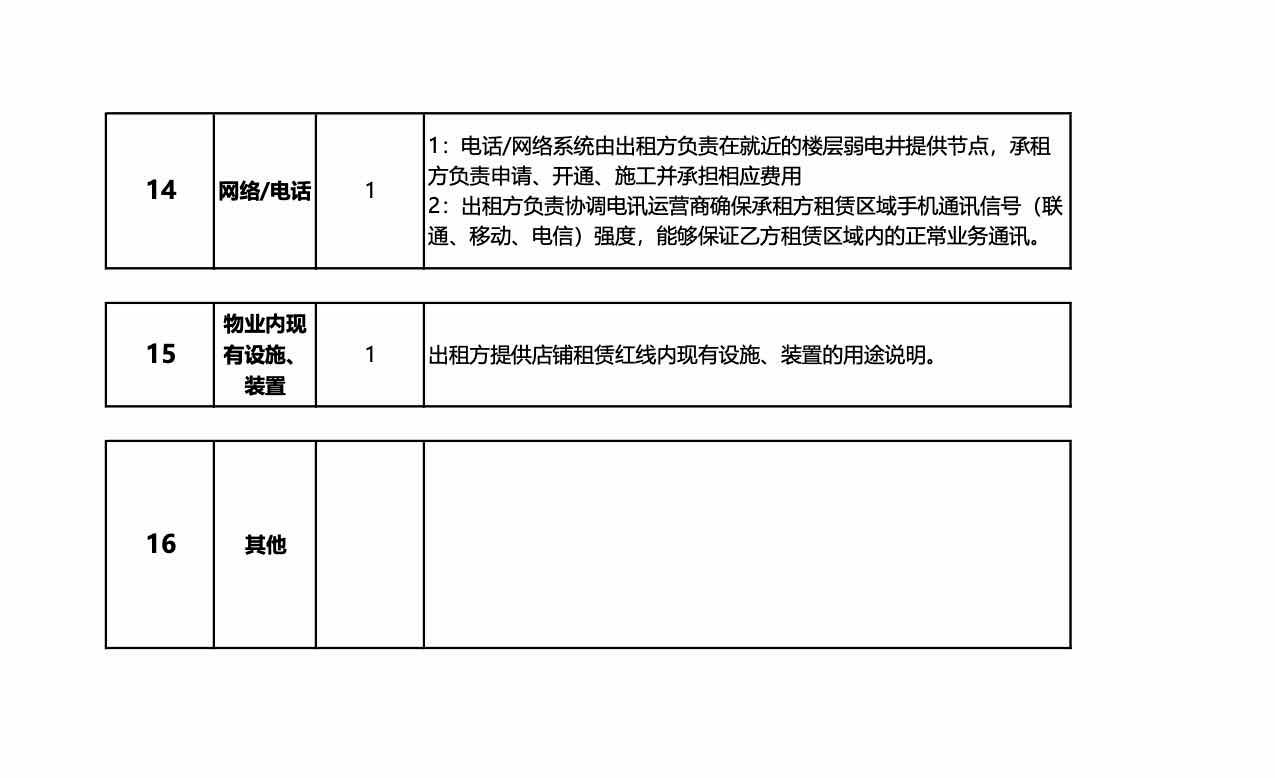 14
网络/电话
1
1：电话/网络系统由出租方负责在就近的楼层弱电井提供节点，承租
方负责申请、开通、施工并承担相应费用
2：出租方负责协调电讯运营商确保承租方租赁区域手机通讯信号（联
通、移动、电信）强度，能够保证乙方租赁区域内的正常业务通讯。
15
物业内现
有设施、
装置
1
出租方提供店铺租赁红线内现有设施、装置的用途说明。
16
其他